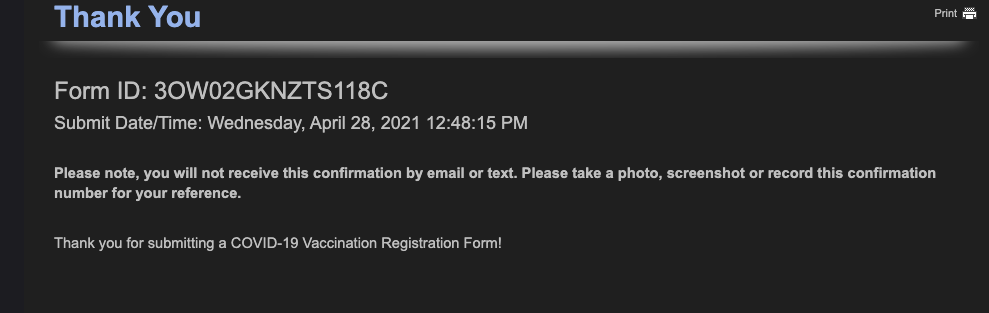 Thank You
Print
Form ID: 3OW02GKNZTS118C
Submit Date/Time: Wednesday, April 28, 2021 12:48:15 PM
Please note, you will not receive this confirmation by email or text. Please take a photo, screenshot or record this confirmation
number for your reference.
Thank you for submitting a COVID-19 Vaccination Registration Form!